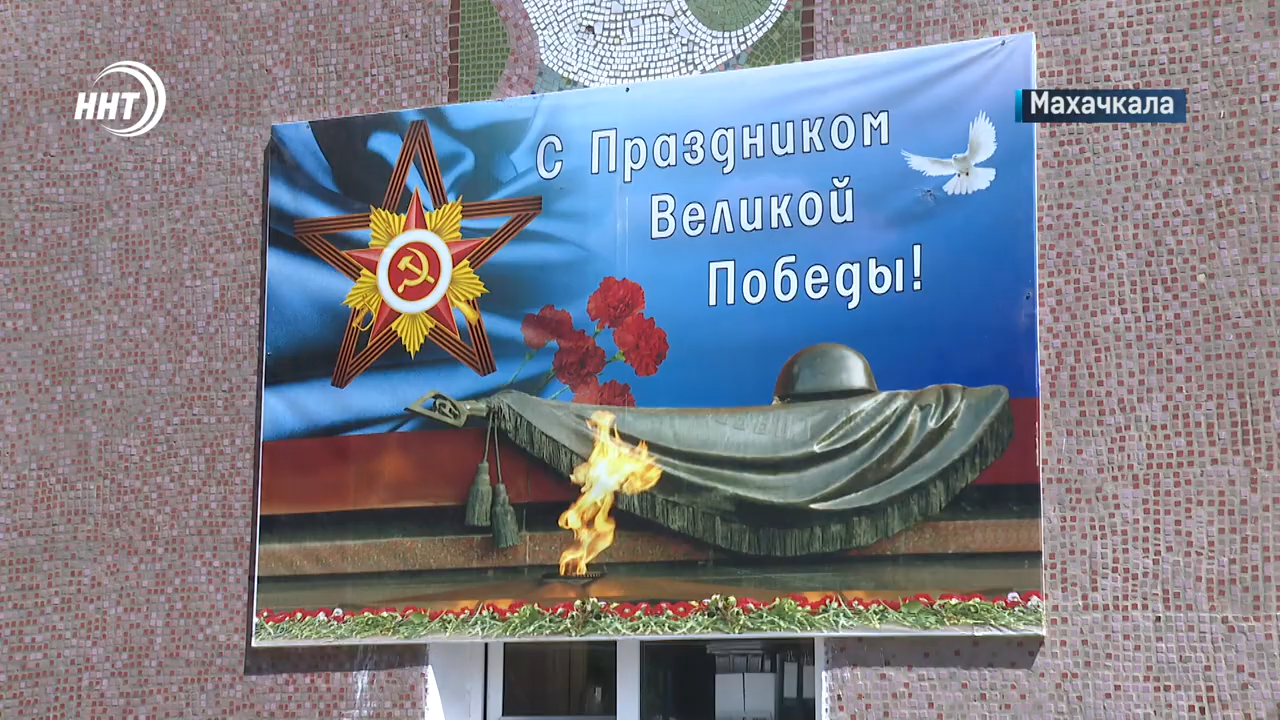 ННТ
Махачкала
С Праздником
Великой
Победы!